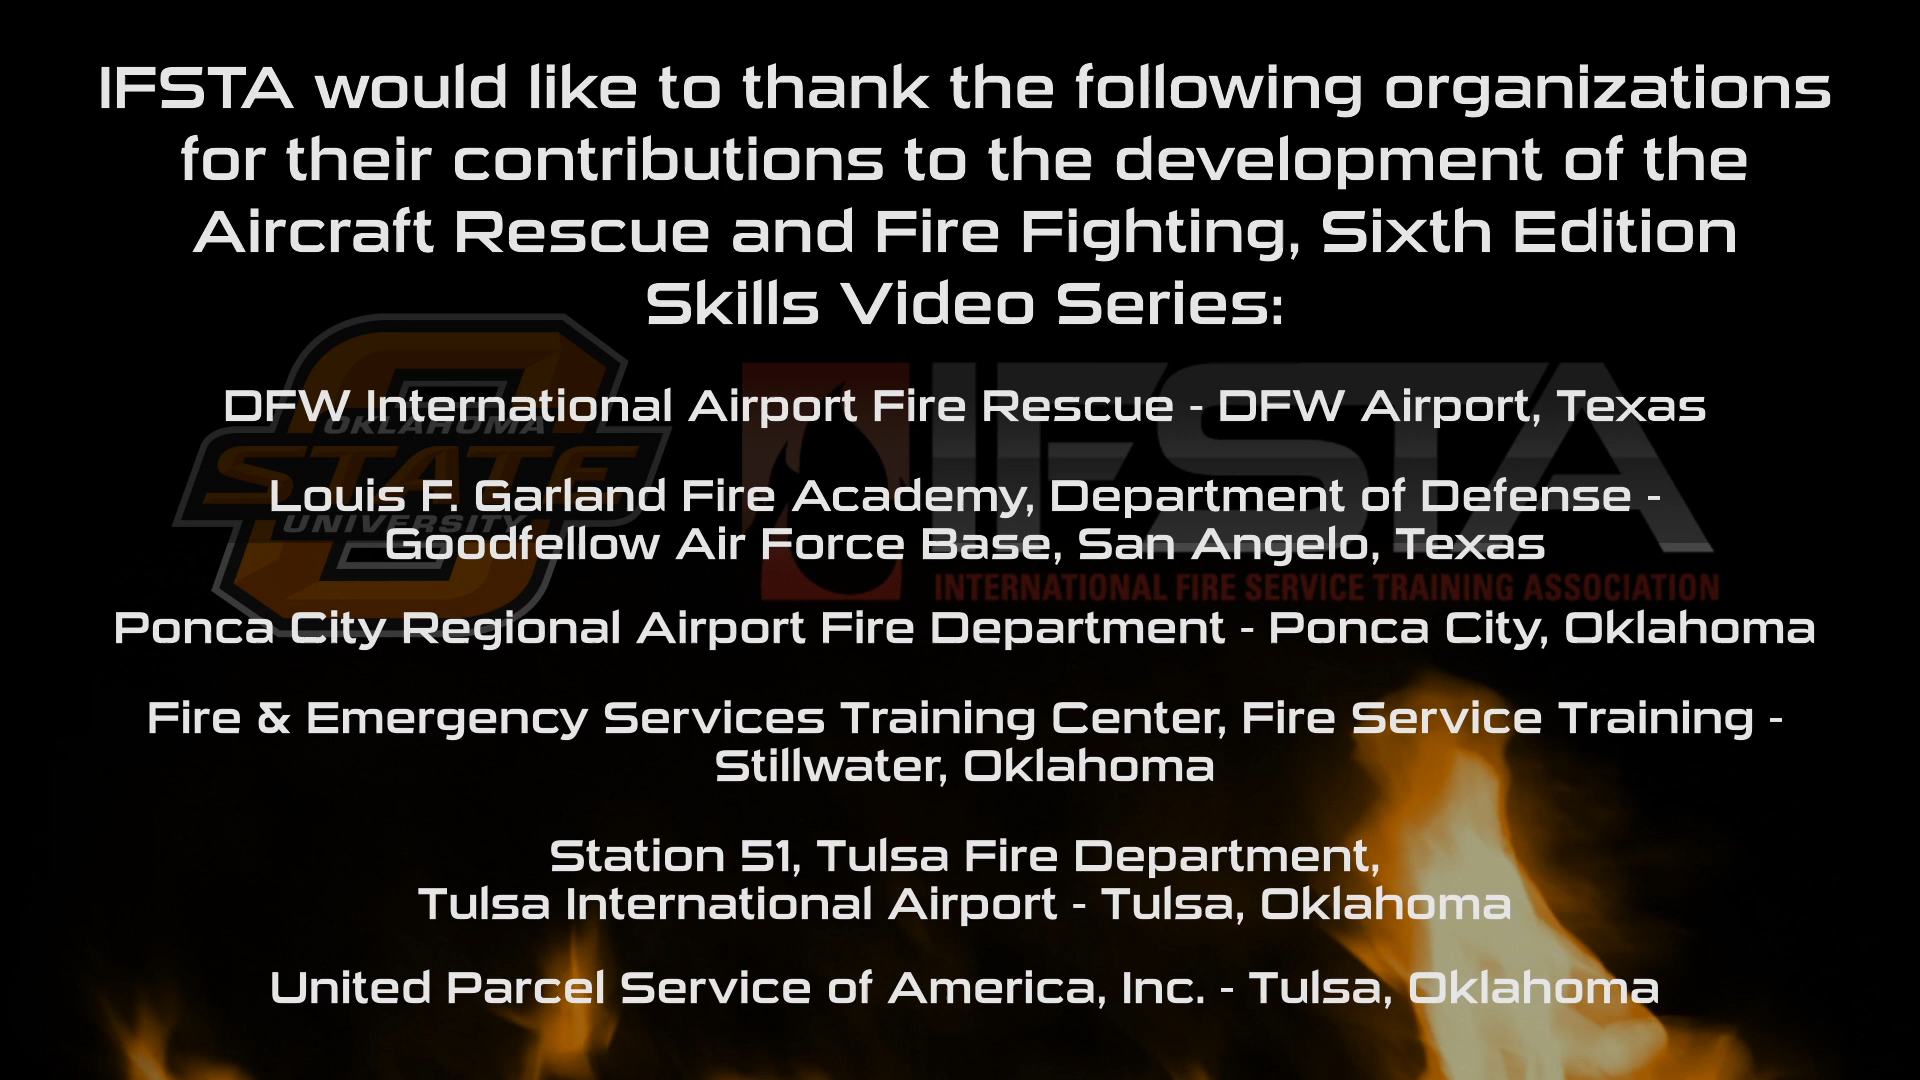 IFSTA would like to thank the following organizations
for their contributions to the development of the
Aircraft Rescue and Fire Fighting, Sixth Edition
Skills Video Series:
DFW International Airport Fire Rescue - DFW Airport, Texas
OKLAHOMA
STATE
UNIVERSITY
IFSTA
INTERNATIONAL FIRE SERVICE TRAINING ASSOCIATION
Louis F. Garland Fire Academy, Department of Defense -
Goodfellow Air Force Base, San Angelo, Texas
Ponca City Regional Airport Fire Department - Ponca City, Oklahoma
Fire & Emergency Services Training Center, Fire Service Training -
Stillwater, Oklahoma
Station 51, Tulsa Fire Department,
Tulsa International Airport - Tulsa, Oklahoma
United Parcel Service of America, Inc. - Tulsa, Oklahoma